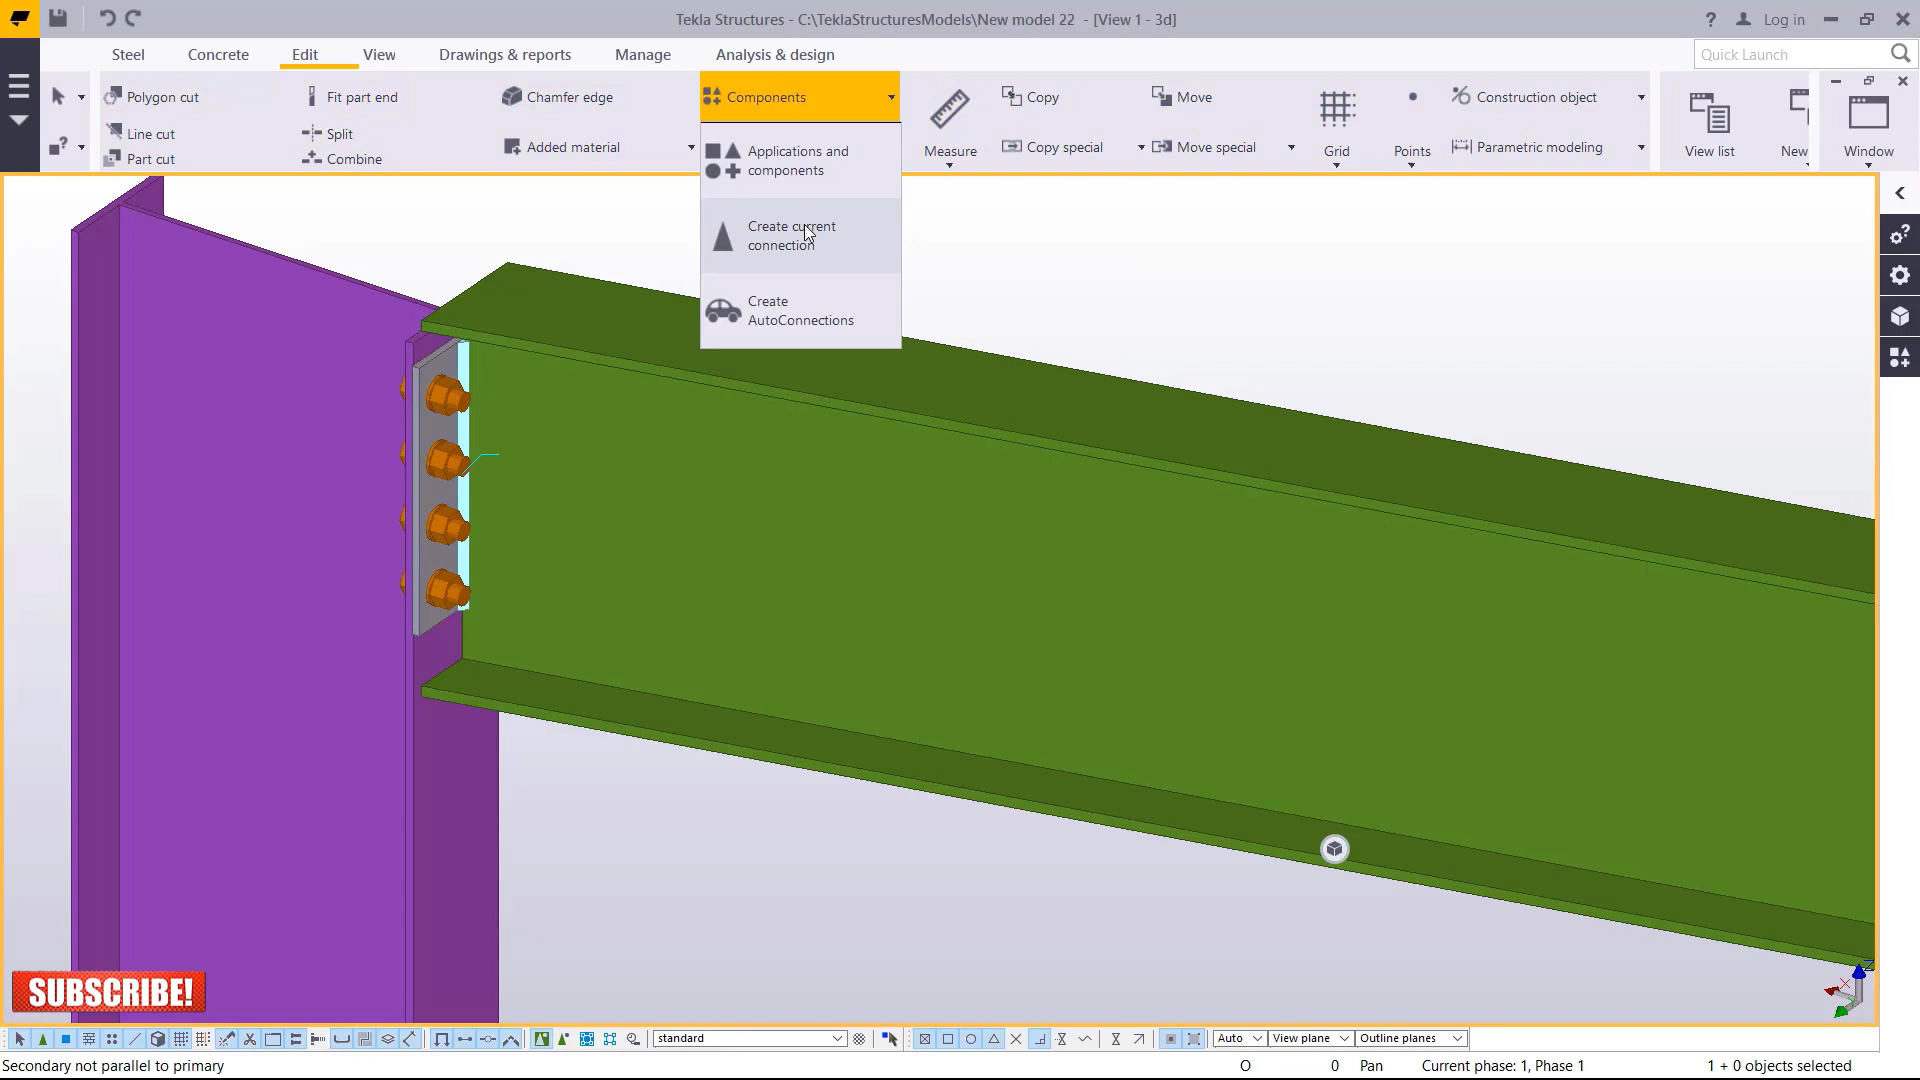 Tekla Structures - C:\TeklaStructuresModels\New model 22 - [View 1 - 3d]
? Log in
Steel Concrete Edit View Drawings & reports Manage Analysis & design
Quick Launch
Polygon cut
Line cut
Part cut
Fit part end
Split
Combine
Chamfer edge
Added material
Components
Applications and
components
Create current
connection
Create
AutoConnections
Measure
Copy
Copy special
Move
Move special
Grid
Points
Construction object
Parametric modeling
View list
New
Window
SUBSCRIBE!
standard
Auto
View plane
Outline planes
Secondary not parallel to primary
O 0 Pan Current phase: 1, Phase 1 1 + 0 objects selected